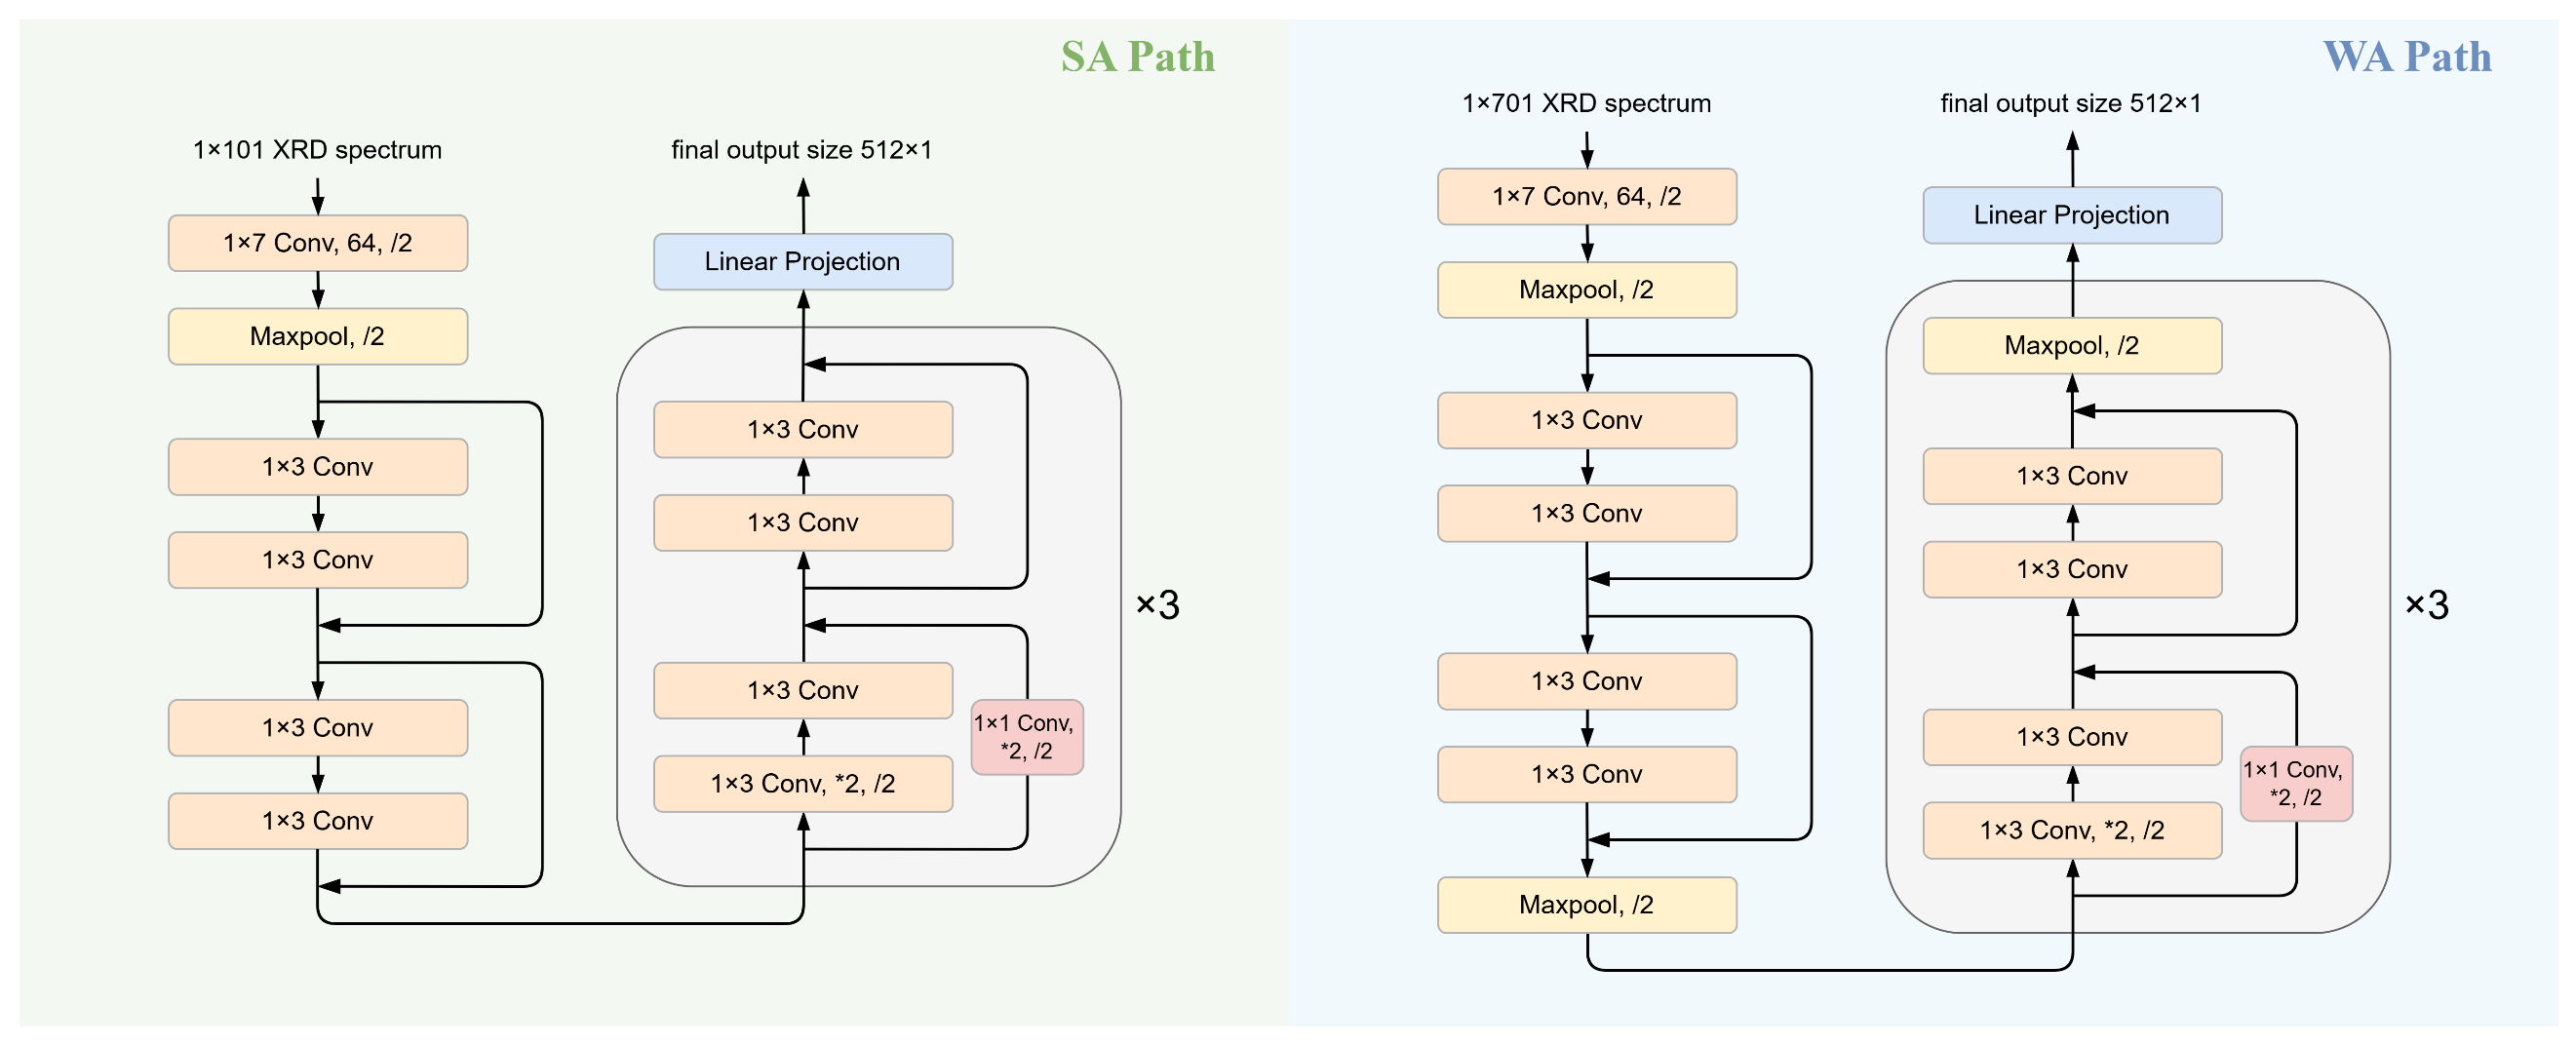 SA Path
1×101 XRD spectrum
1×7 Conv, 64, /2
Maxpool, /2
1×3 Conv
1×3 Conv
1×3 Conv
1×3 Conv
final output size 512×1
Linear Projection
1×3 Conv
1×3 Conv
1×3 Conv
1×1 Conv,
*2, /2
1×3 Conv, *2, /2
×3
WA Path
1×701 XRD spectrum
1×7 Conv, 64, /2
Maxpool, /2
1×3 Conv
1×3 Conv
1×3 Conv
1×3 Conv
Maxpool, /2
final output size 512×1
Linear Projection
Maxpool, /2
1×3 Conv
1×3 Conv
1×3 Conv
1×1 Conv,
*2, /2
1×3 Conv, *2, /2
×3